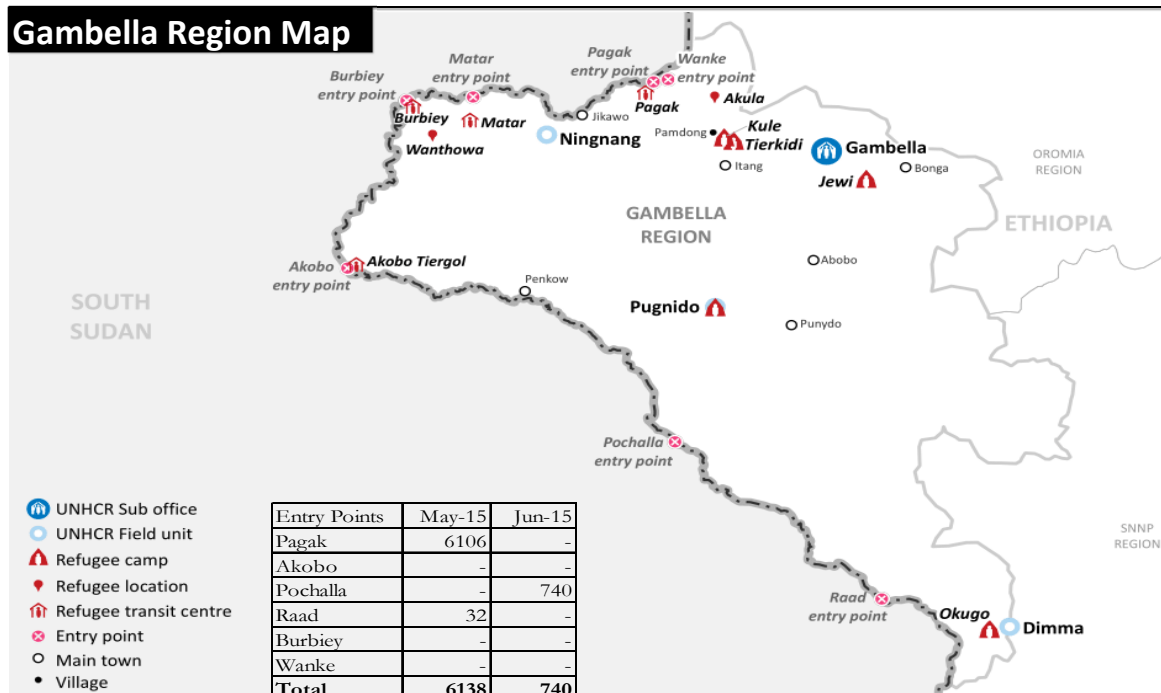 Gambella Region Map
Pagak
entry point
Wanke
entry point
Matar
entry point
Burbiey
entry point
Burbiey
Matar
Wanthowa
Jikawo
Ningnang
Pagak
Akula
Pamdong
Kule
Tierkidi
Itang
Gambella
Jewi
Bonga
OROMIA
REGION
ETHIOPIA
GAMBELLA
REGION
Akobo
entry point
Akobo Tiergol
Penkow
Abobo
Pugnido
Punydo
SOUTH
SUDAN
Pochalla
entry point
SNNP
REGION
Raad
entry point
Okugo
Dimma
UNHCR Sub office
UNHCR Field unit
Refugee camp
Refugee location
Refugee transit centre
Entry point
Main town
Village
Entry Points May-15 Jun-15
Pagak 6106 -
Akobo - -
Pochalla - 740
Raad 32 -
Burbiey - -
Wanke - -
Total 6138 740